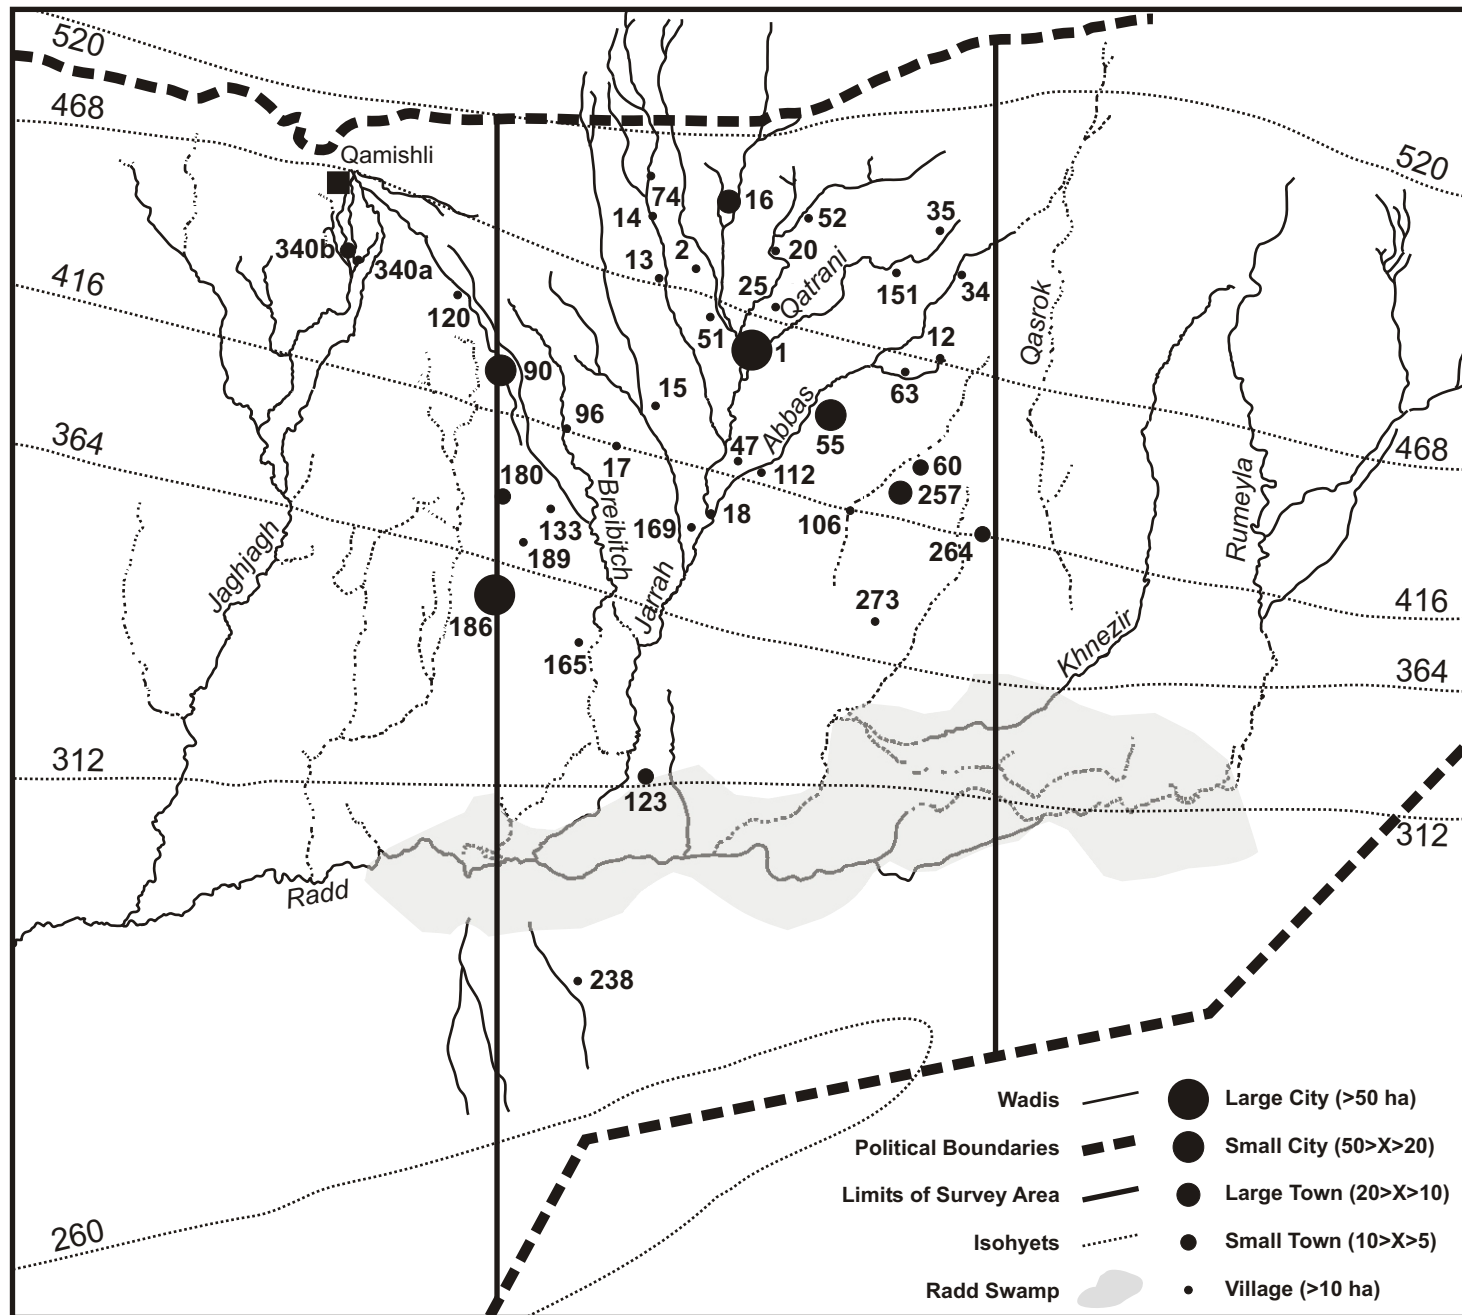 520
468
Qamishli
520
74
16
14
52
35
340b
2
20
340a
13
Qatrani
416
25
151
34
120
Qasrok
51
1
12
90
63
15
Abbas
96
55
364
47
468
17
60
180
112
257
Breibitch
Rumeyla
133
18
106
169
264
189
Jaghjagh
Jarrah
273
416
186
165
Khnezir
364
312
123
312
Radd
238
260
Wadis
Large City (>50 ha)
Political Boundaries
Small City (50>X>20)
Limits of Survey Area
Large Town (20>X>10)
Isohyets
Small Town (10>X>5)
Radd Swamp
Village (>10 ha)